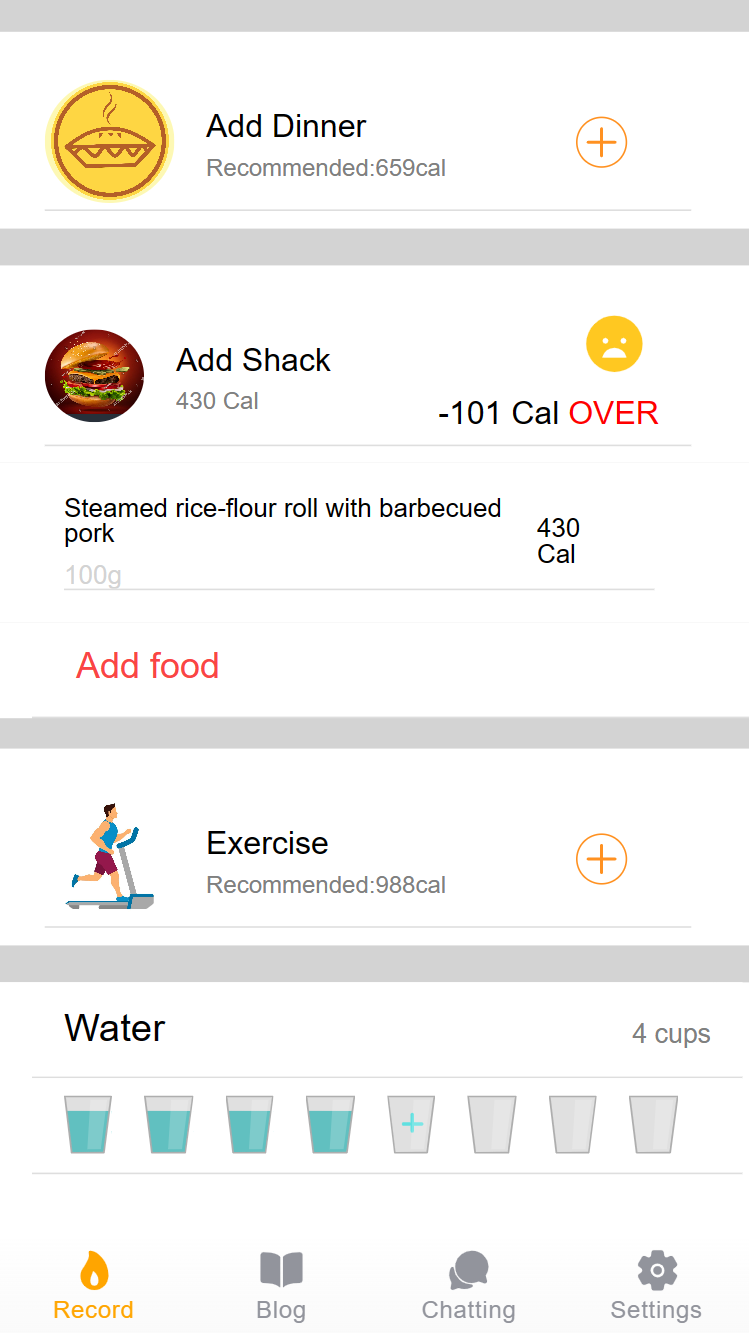 Add Dinner
Recommended:659cal
Add Shack
430 Cal
-101 Cal OVER
Steamed rice-flour roll with barbecued
pork
430
Cal
100g
Add food
Exercise
Recommended:988cal
Water
4 cups
Record
Blog
Chatting
Settings